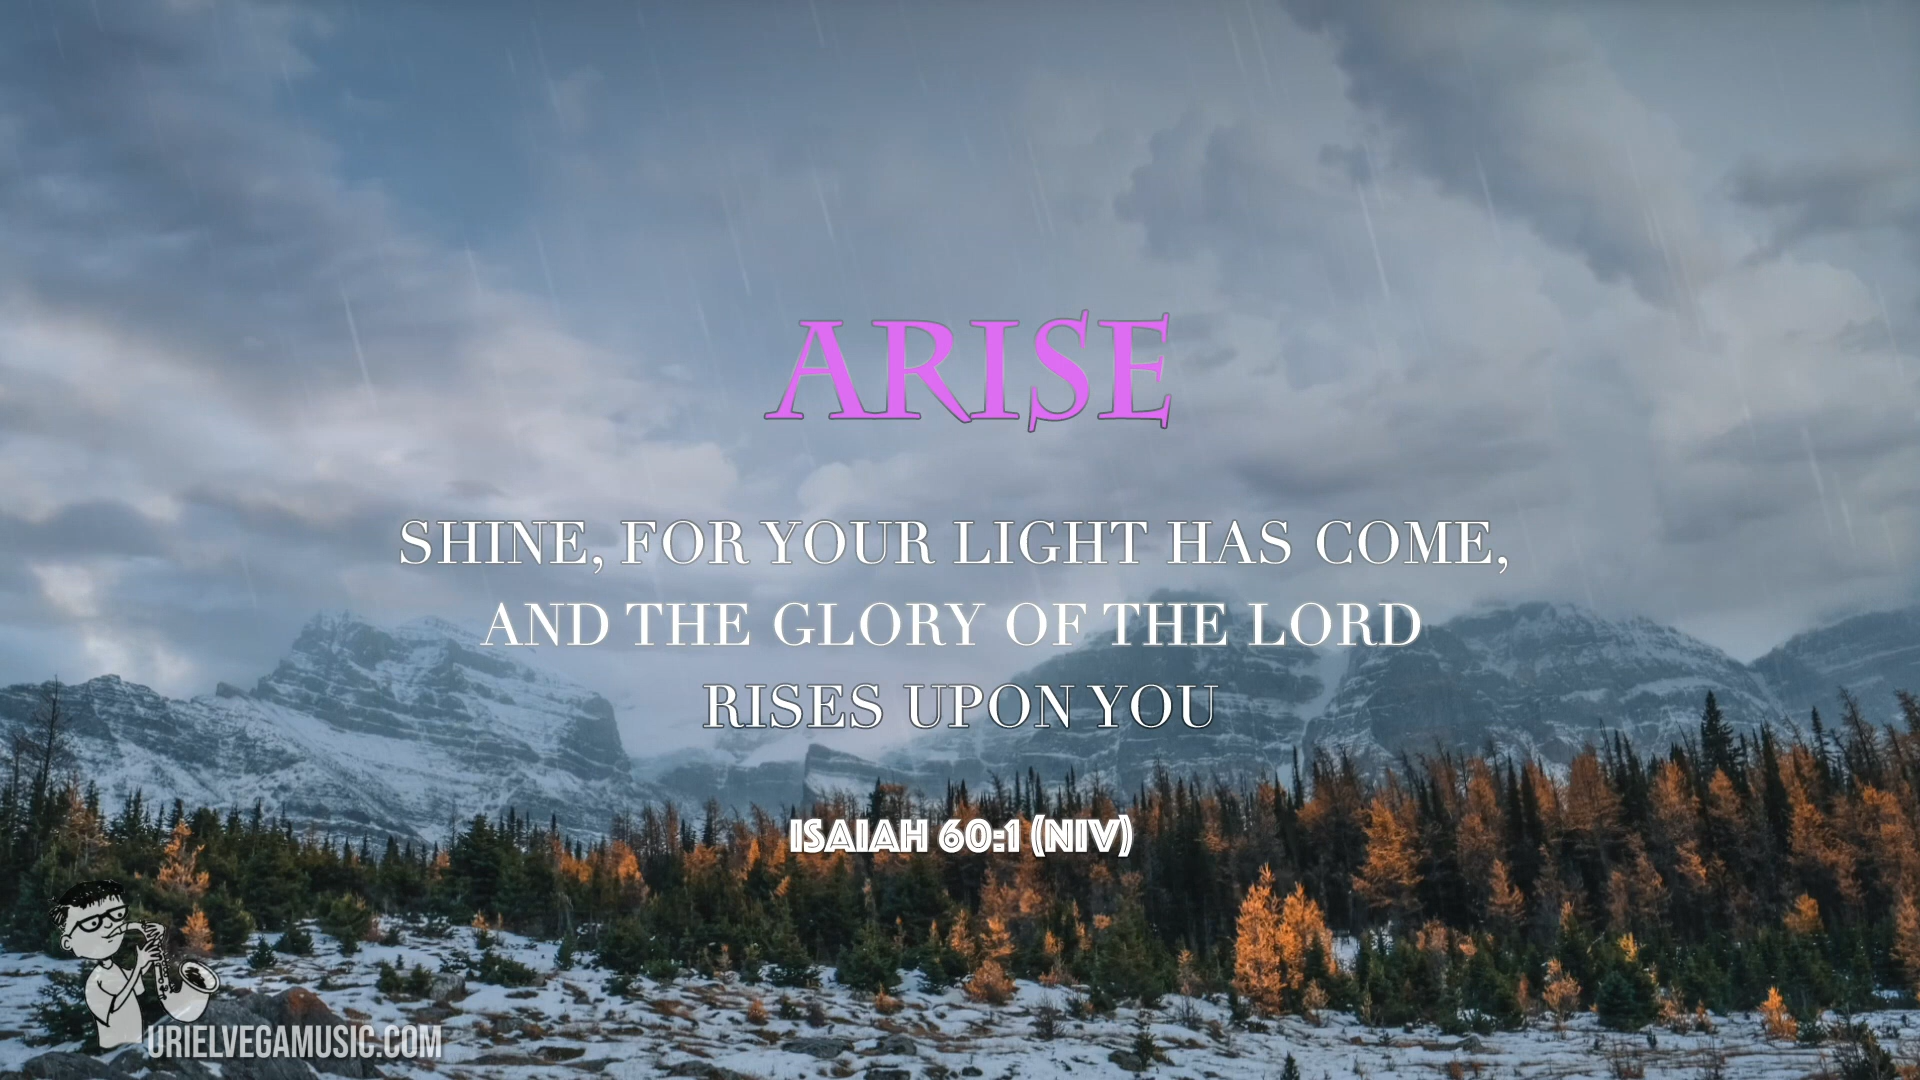 ARISE
SHINE, FOR YOUR LIGHT HAS COME,
AND THE GLORY OF THE LORD
RISES UPON YOU
ISAIAH 60:1 (NIV)
URIELVEGAMUSIC.COM